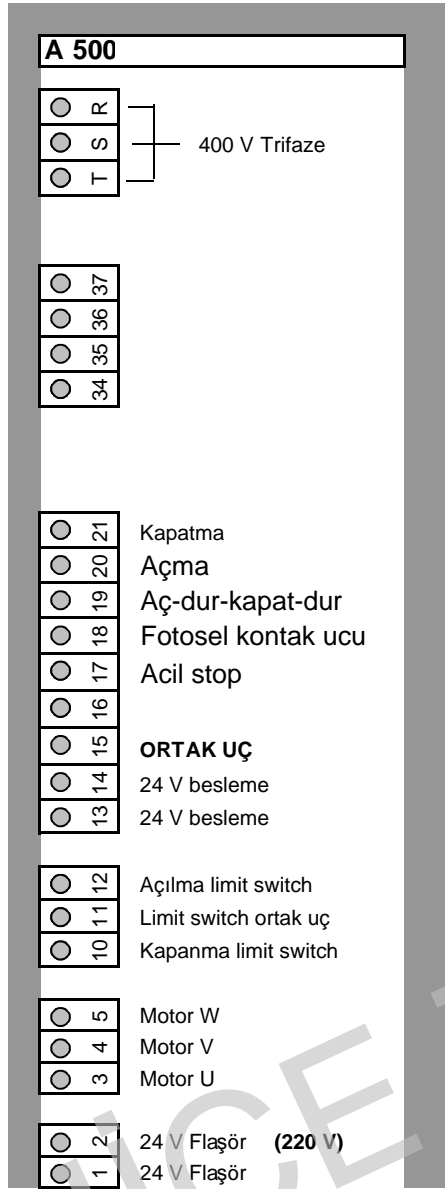 A 500
R
S 400 V Trifaze
T
37
36
35
34
21 Kapatma
20 Açma
19 Aç-dur-kapat-dur
18 Fotosel kontak ucu
17 Acil stop
16
15 ORTAK UÇ
14 24 V besleme
13 24 V besleme
12 Açılma limit switch
11 Limit switch ortak uç
10 Kapanma limit switch
5 Motor W
4 Motor V
3 Motor U
2 24 V Flaşör (220 V)
1 24 V Flaşör